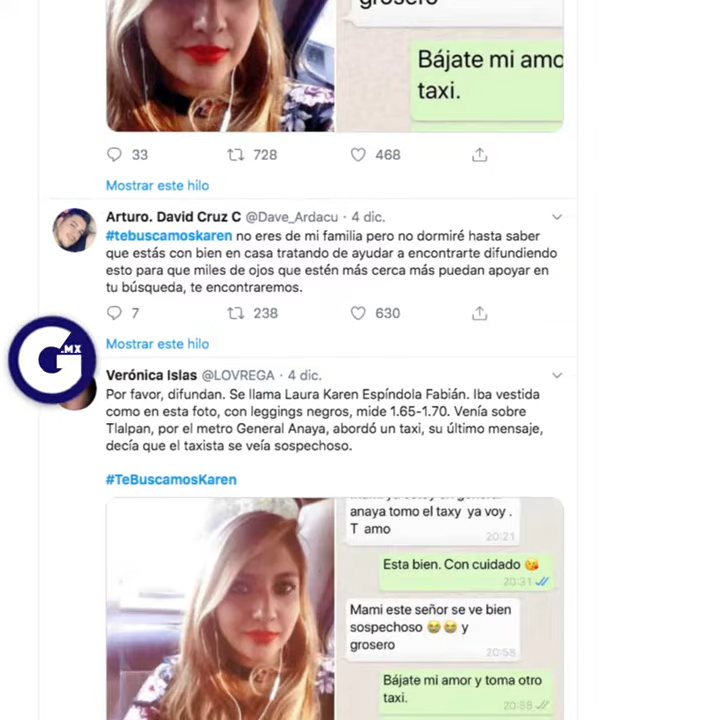 grosero
Bájate mi amo
taxi.
33 728 468
Mostrar este hilo
Arturo. David Cruz C @Dave_Ardacu · 4 dic.
#tebuscamoskaren no eres de mi familia pero no dormiré hasta saber
que estás con bien en casa tratando de ayudar a encontrarte difundiendo
esto para que miles de ojos que estén más cerca más puedan apoyar en
tu búsqueda, te encontraremos.
7 238 630
Mostrar este hilo
G.MX
Verónica Islas @LOVREGA · 4 dic.
Por favor, difundan. Se llama Laura Karen Espíndola Fabián. Iba vestida
como en esta foto, con leggings negros, mide 1.65-1.70. Venía sobre
Tlalpan, por el metro General Anaya, abordó un taxi, su último mensaje,
decía que el taxista se veía sospechoso.
#TeBuscamosKaren
anaya tomo el taxy ya voy .
T amo
20:21
Esta bien. Con cuidado 😘
20:31
Mami este señor se ve bien
sospechoso 😭😭 y
grosero
20:58
Bájate mi amor y toma otro
taxi.
20:58